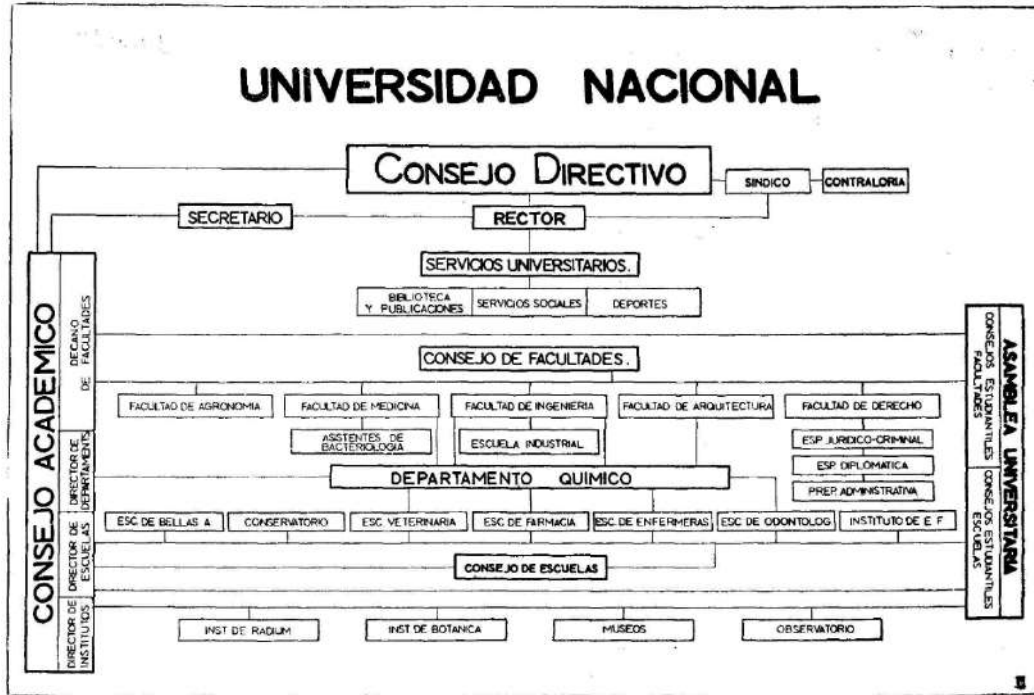 UNIVERSIDAD NACIONAL
CONSEJO DIRECTIVO
SINDICO
CONTRALORIA
SECRETARIO
RECTOR
SERVICIOS UNIVERSITARIOS.
BIBLIOTECA
Y PUBLICACIONES
SERVICIOS SOCIALES
DEPORTES
CONSEJO DE FACULTADES.
FACULTAD DE AGRONOMIA
FACULTAD DE MEDICINA
FACULTAD DE INGENIERIA
FACULTAD DE ARQUITECTURA
FACULTAD DE DERECHO
ASISTENTES DE
BACTERIOLOGIA
ESCUELA INDUSTRIAL
ESP. JURIDICO-CRIMINAL
ESP. DIPLOMATICA
PREP. ADMINISTRATIVA
DEPARTAMENTO QUIMICO
ESC. DE BELLAS A
CONSERVATORIO
ESC. VETERINARIA
ESC. DE FARMACIA
ESC. DE ENFERMERAS
ESC. DE ODONTOLOG
INSTITUTO DE E. F
CONSEJO DE ESCUELAS
INST DE RADIUM
INST DE BOTANICA
MUSEOS
OBSERVATORIO
CONSEJO ACADEMICO
DECANO
DE FACULTADES
DIRECTOR DE
DEPARTAMENT
DIRECTOR DE
ESCUELAS
DIRECTOR DE
INSTITUTOS
ASAMBLEA UNIVERSITARIA
CONSEJOS ESTUDIANTILES
FACULTADES
CONSEJOS ESTUDIANTILES
ESCUELAS